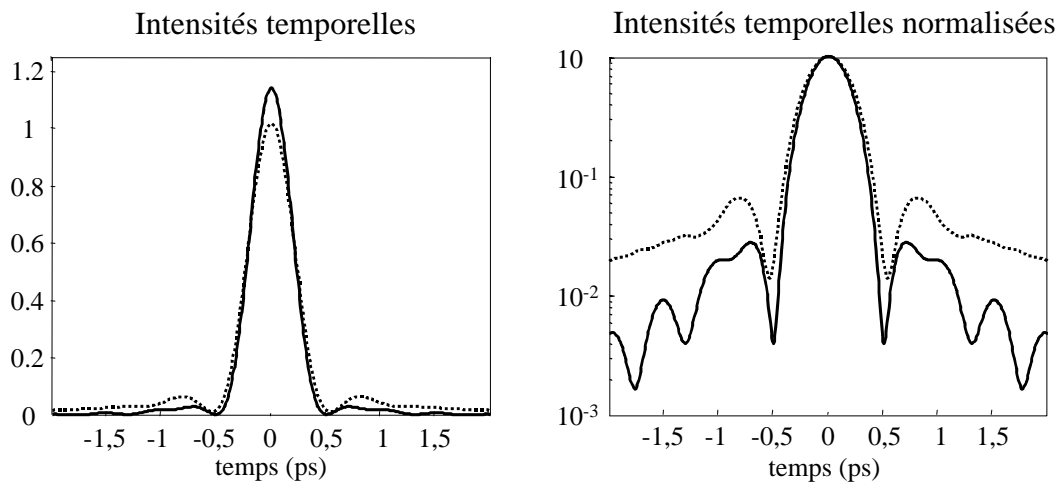 Intensités temporelles
1.2
1
0.8
0.6
0.4
0.2
0
-1,5 -1 -0,5 0 0,5 1 1,5
temps (ps)
Intensités temporelles normalisées
10
10-1
10-2
10-3
-1,5 -1 -0,5 0 0,5 1 1,5
temps (ps)